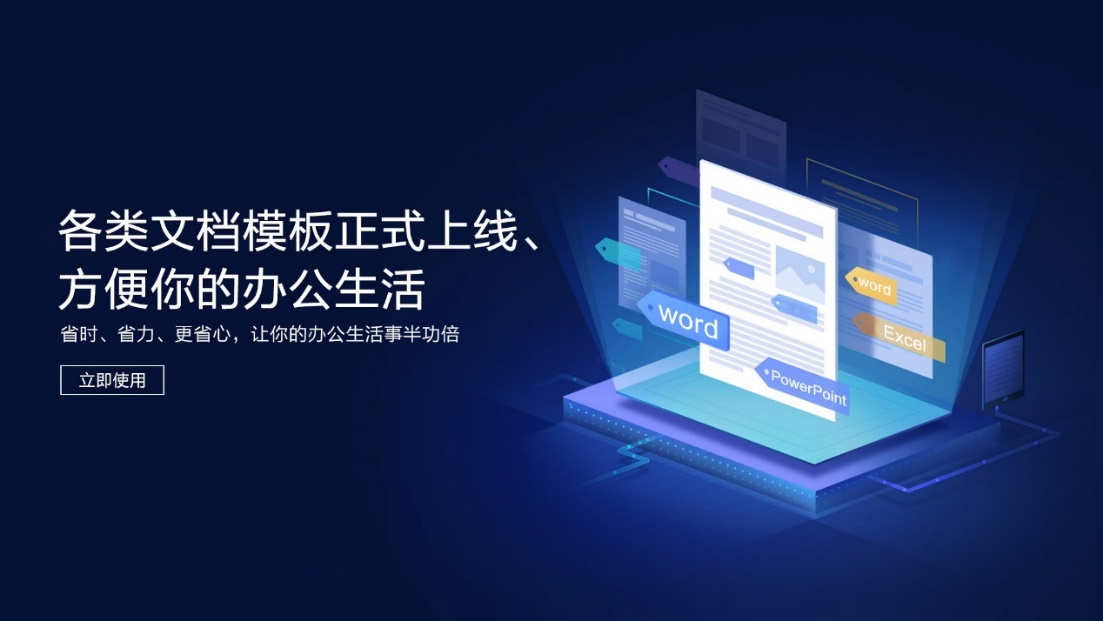 各类文档模板正式上线、
方便你的办公生活
省时、省力、更省心，让你的办公生活事半功倍
立即使用
word
word
Excel
PowerPoint